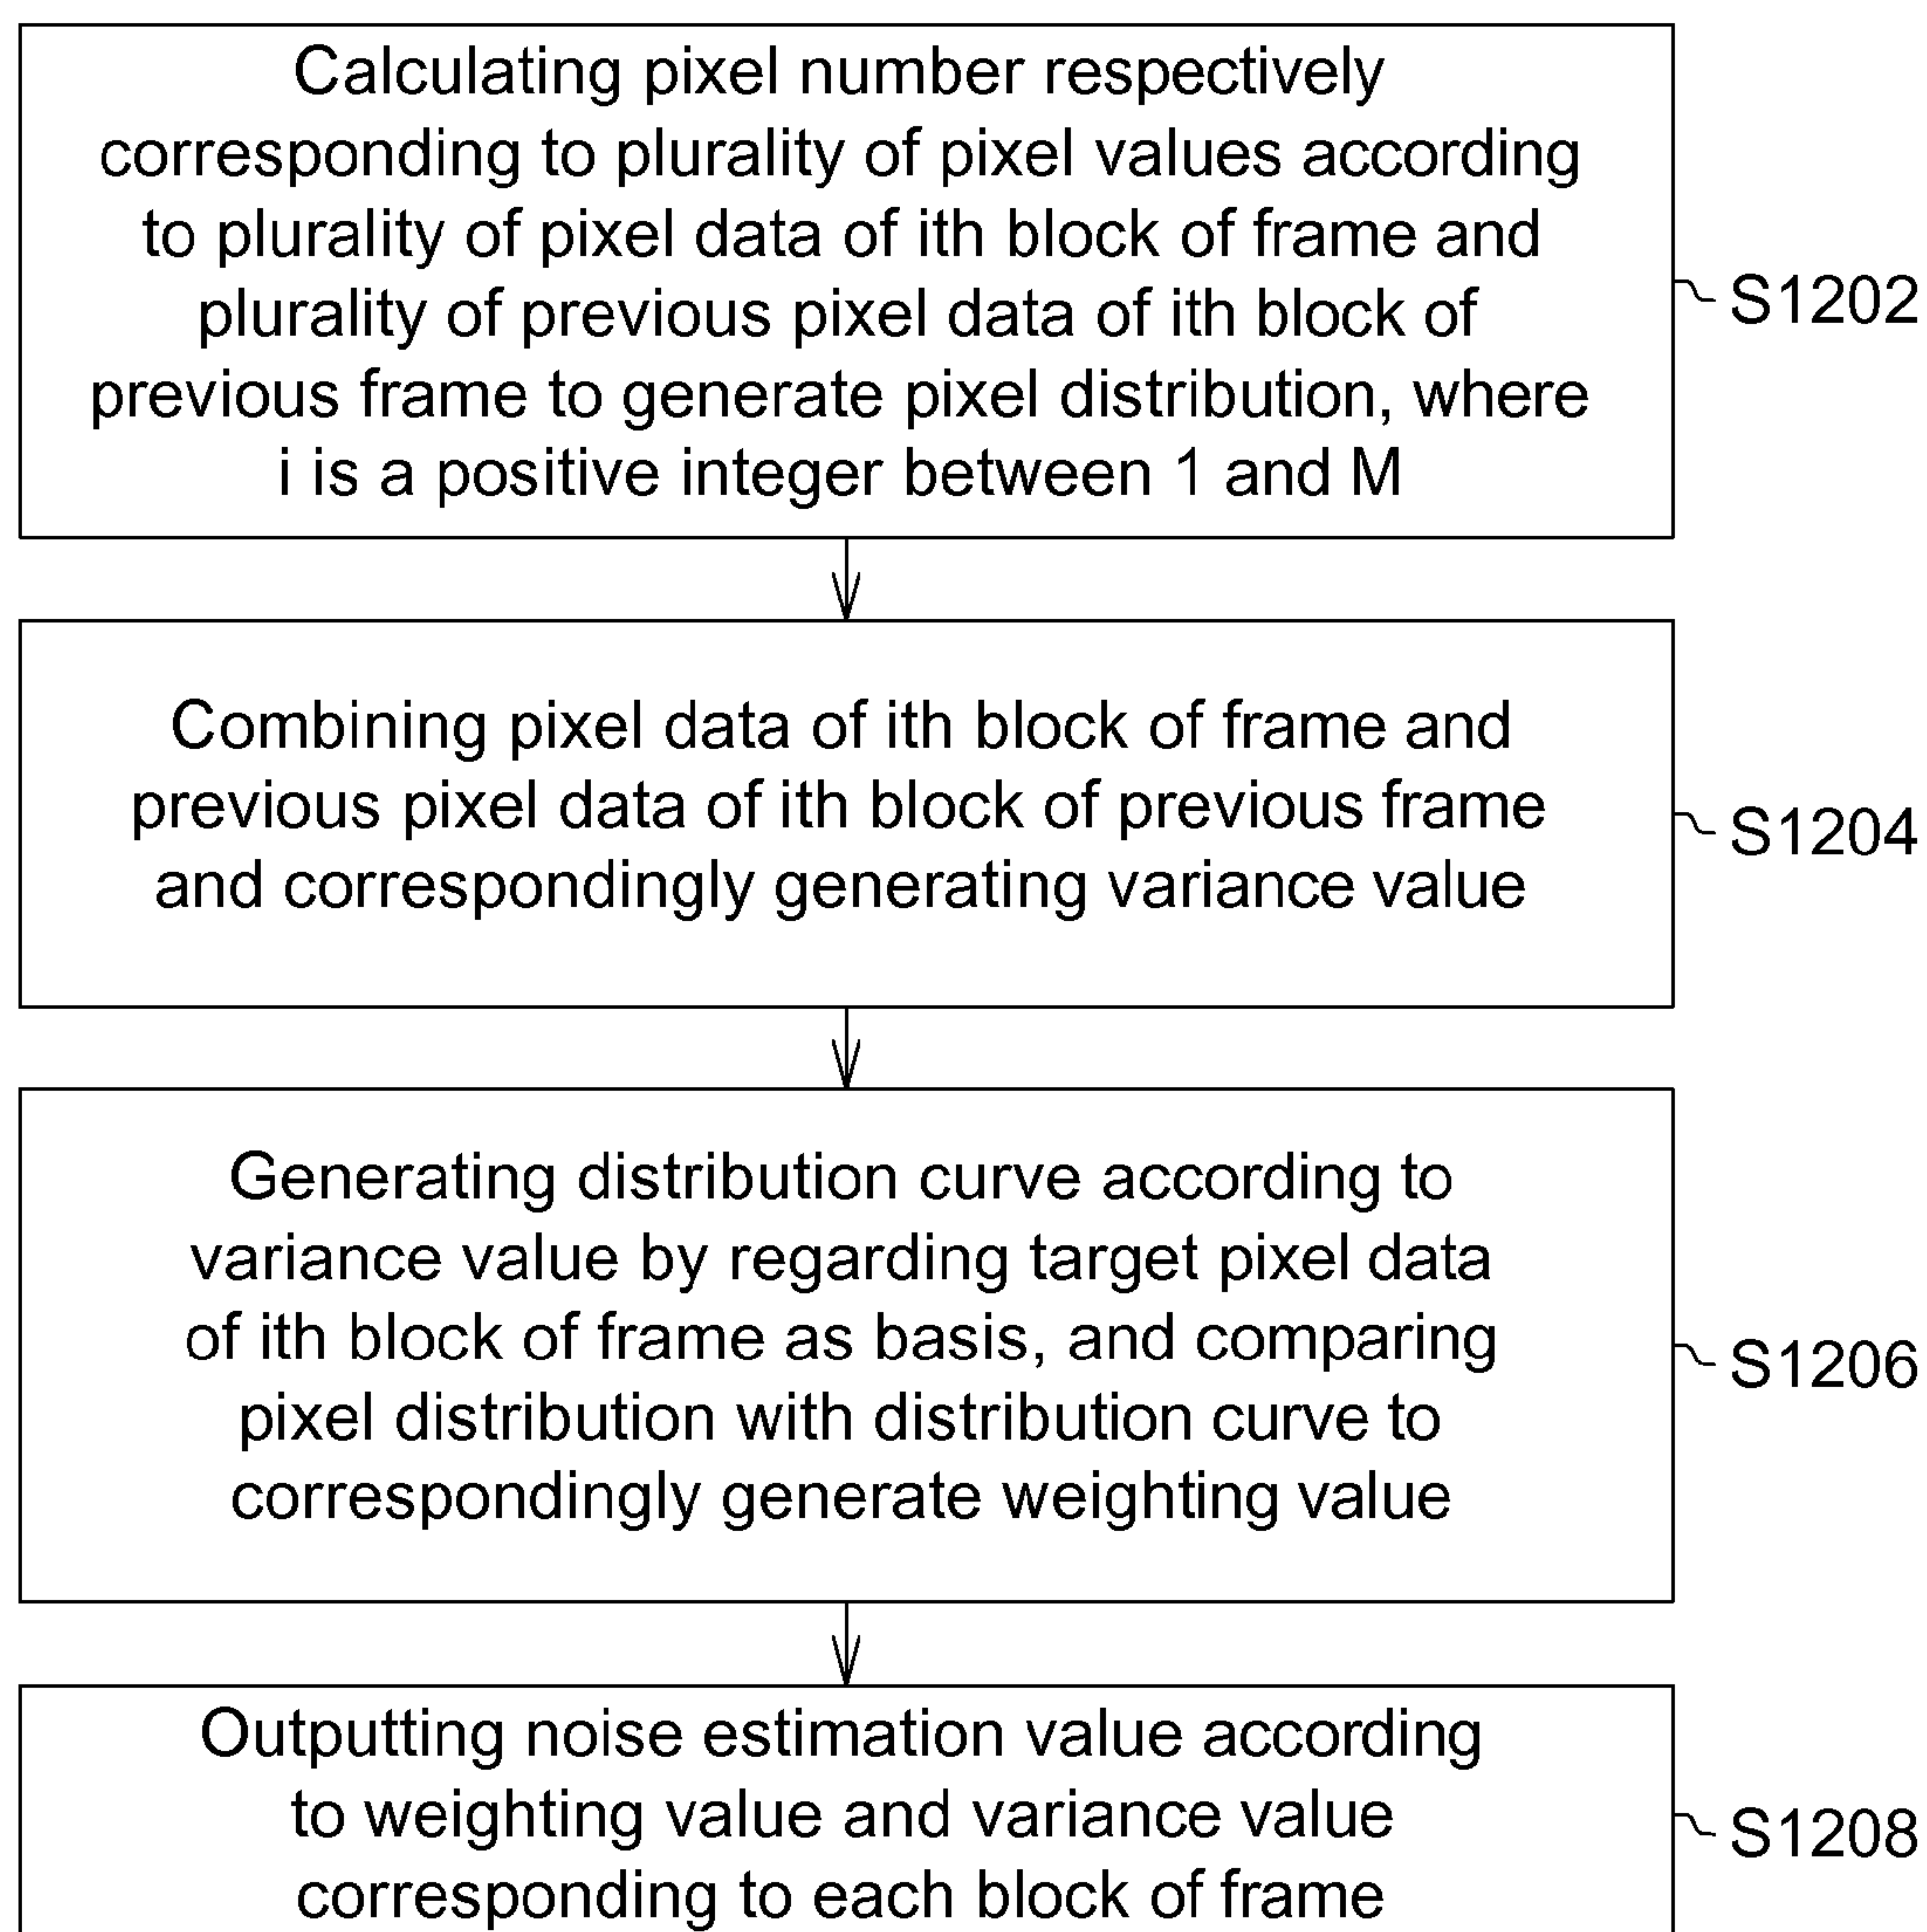 Calculating pixel number respectively
corresponding to plurality of pixel values according
to plurality of pixel data of ith block of frame and
plurality of previous pixel data of ith block of
previous frame to generate pixel distribution, where
i is a positive integer between 1 and M
S1202
Combining pixel data of ith block of frame and
previous pixel data of ith block of previous frame
and correspondingly generating variance value
S1204
Generating distribution curve according to
variance value by regarding target pixel data
of ith block of frame as basis, and comparing
pixel distribution with distribution curve to
correspondingly generate weighting value
S1206
Outputting noise estimation value according
to weighting value and variance value
corresponding to each block of frame
S1208